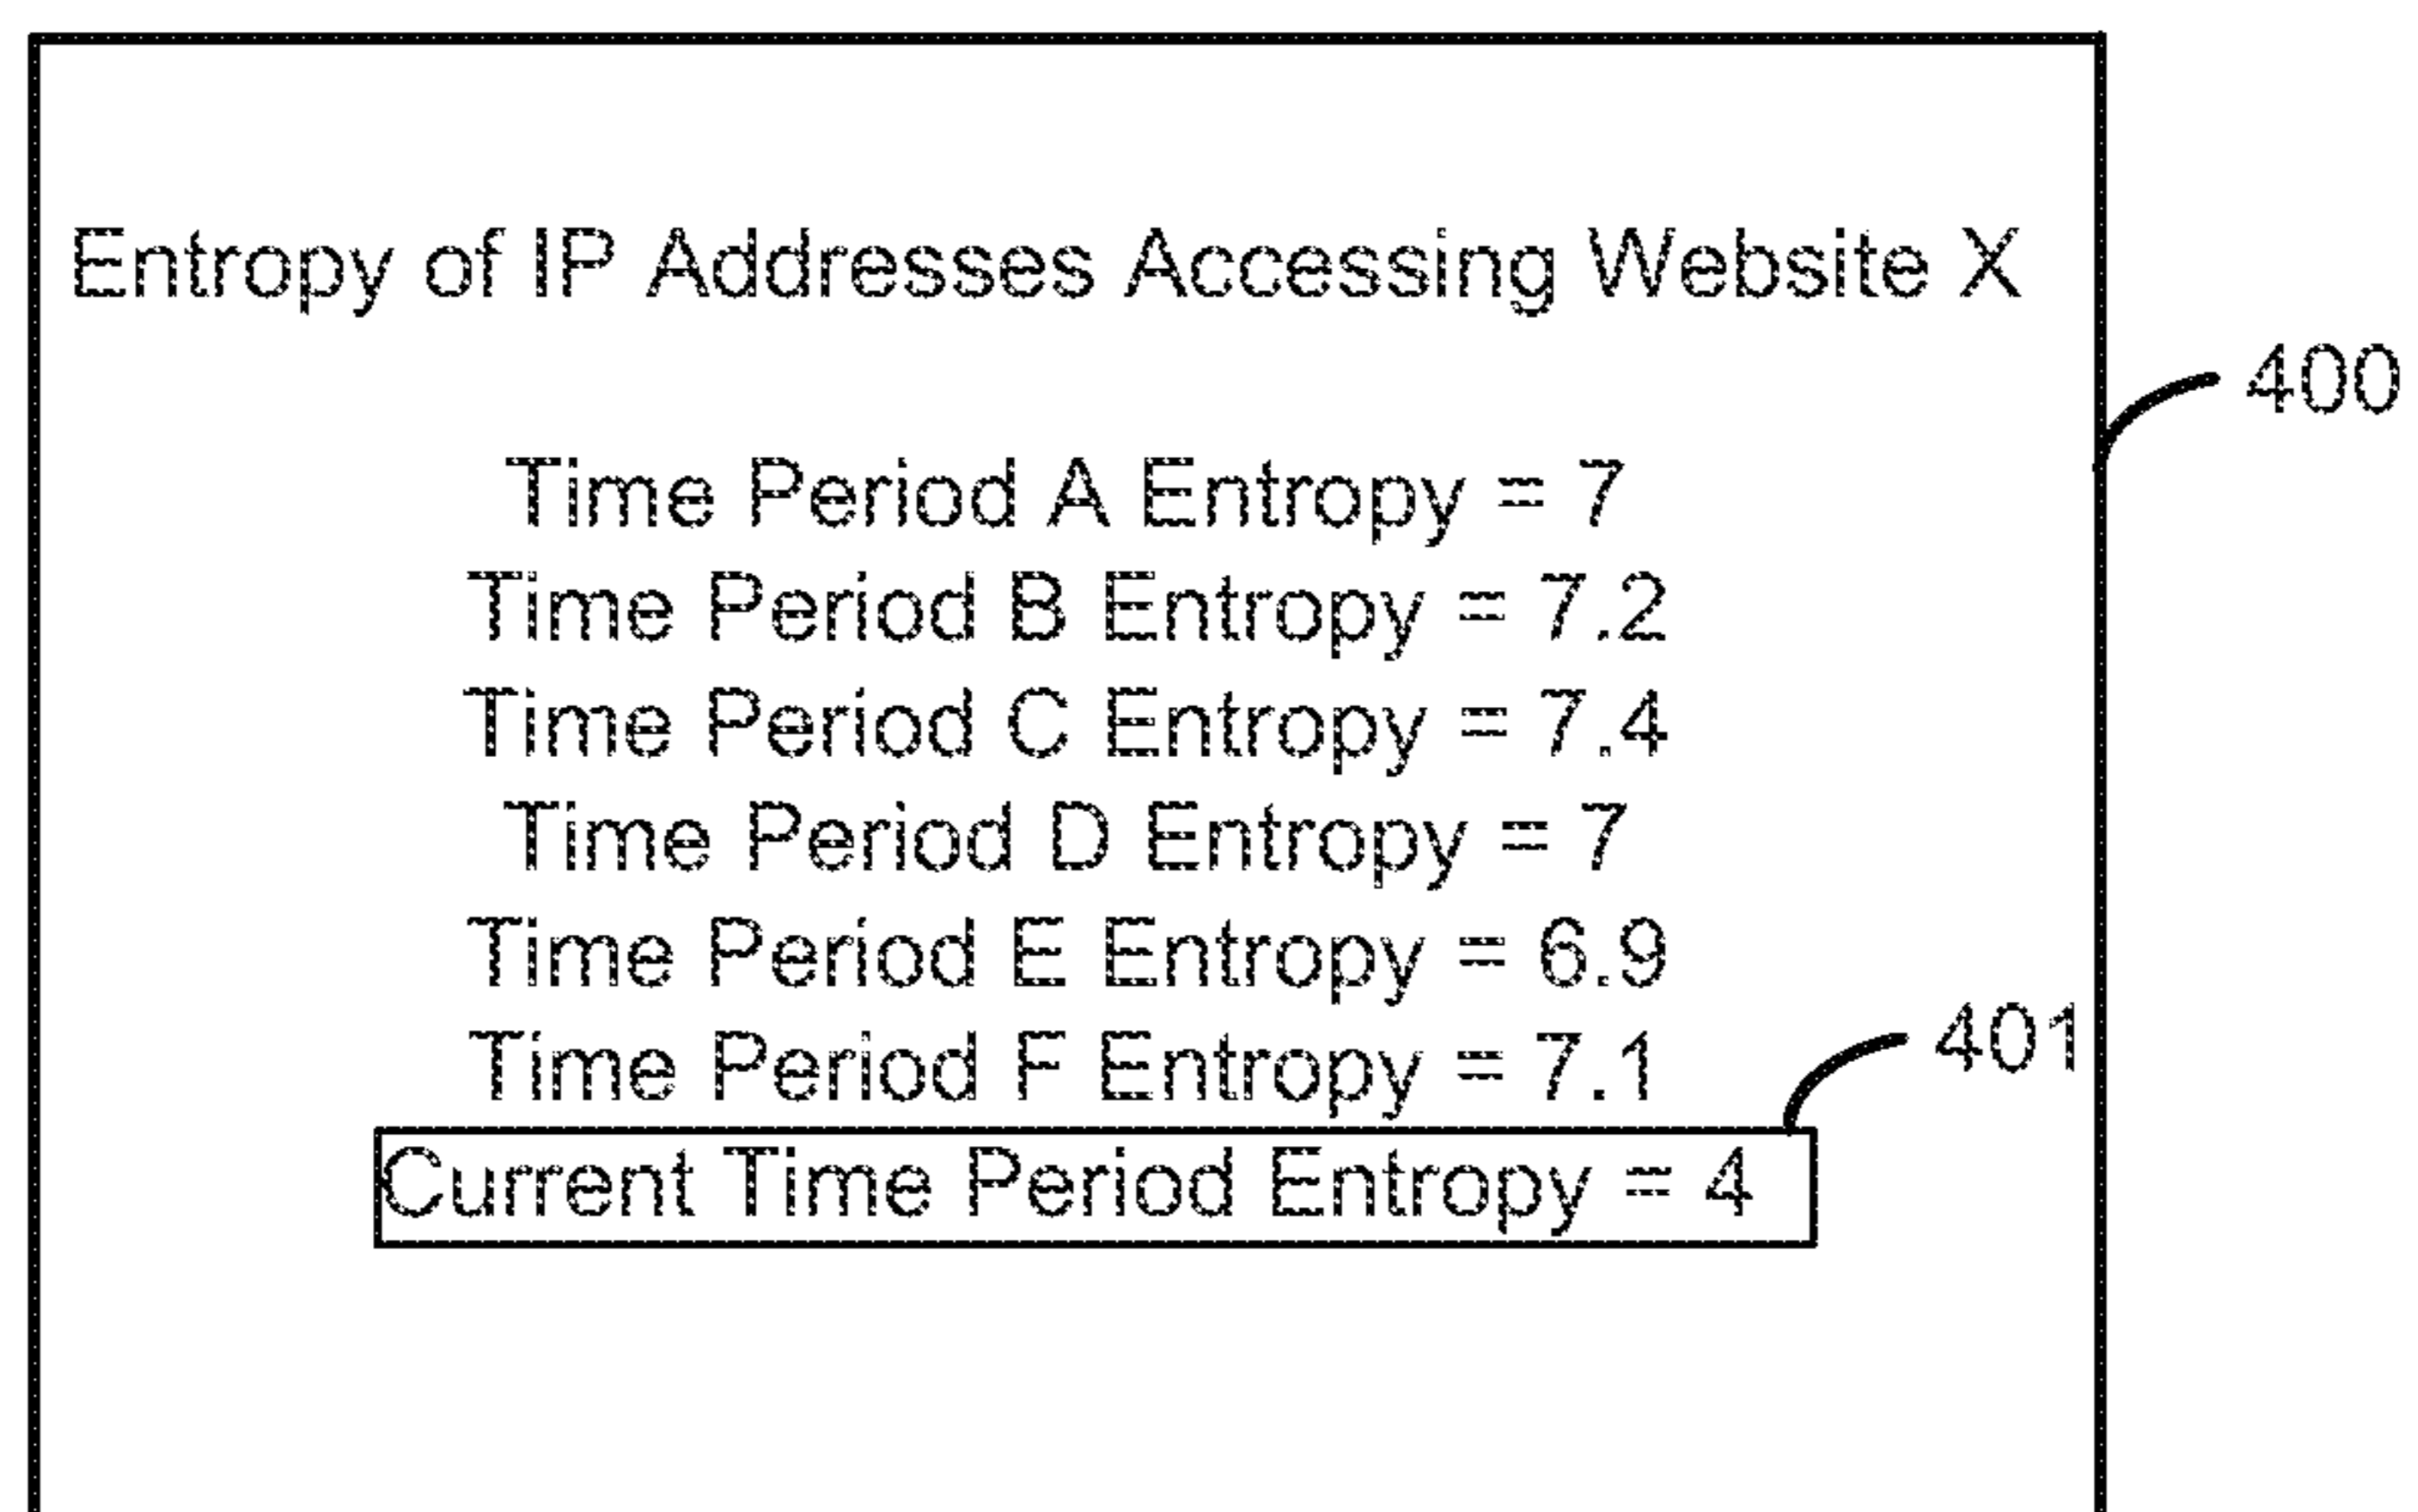 Entropy of IP Addresses Accessing Website X
400
Time Period A Entropy = 7
Time Period B Entropy = 7.2
Time Period C Entropy = 7.4
Time Period D Entropy = 7
Time Period E Entropy = 6.9
401
Time Period F Entropy = 7.1
Current Time Period Entropy = 4